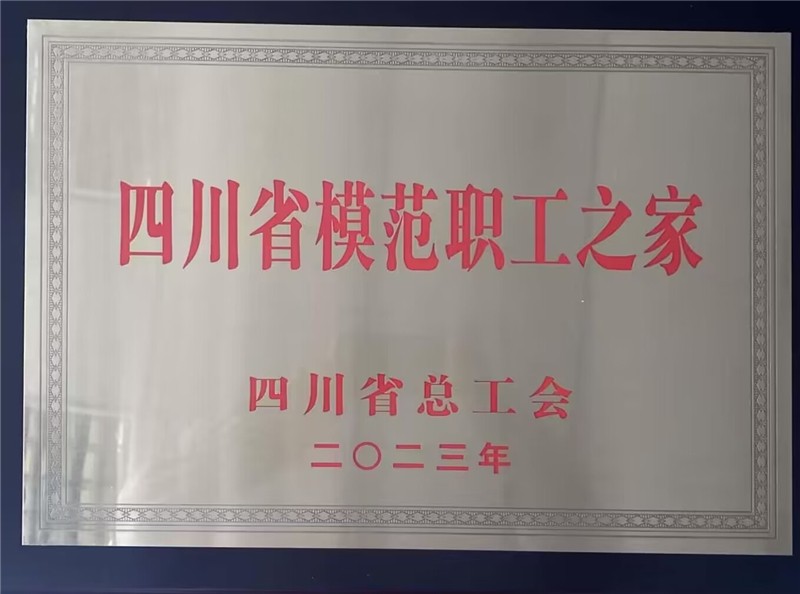 四川省模范职工之家
四川省总工会
二〇二三年